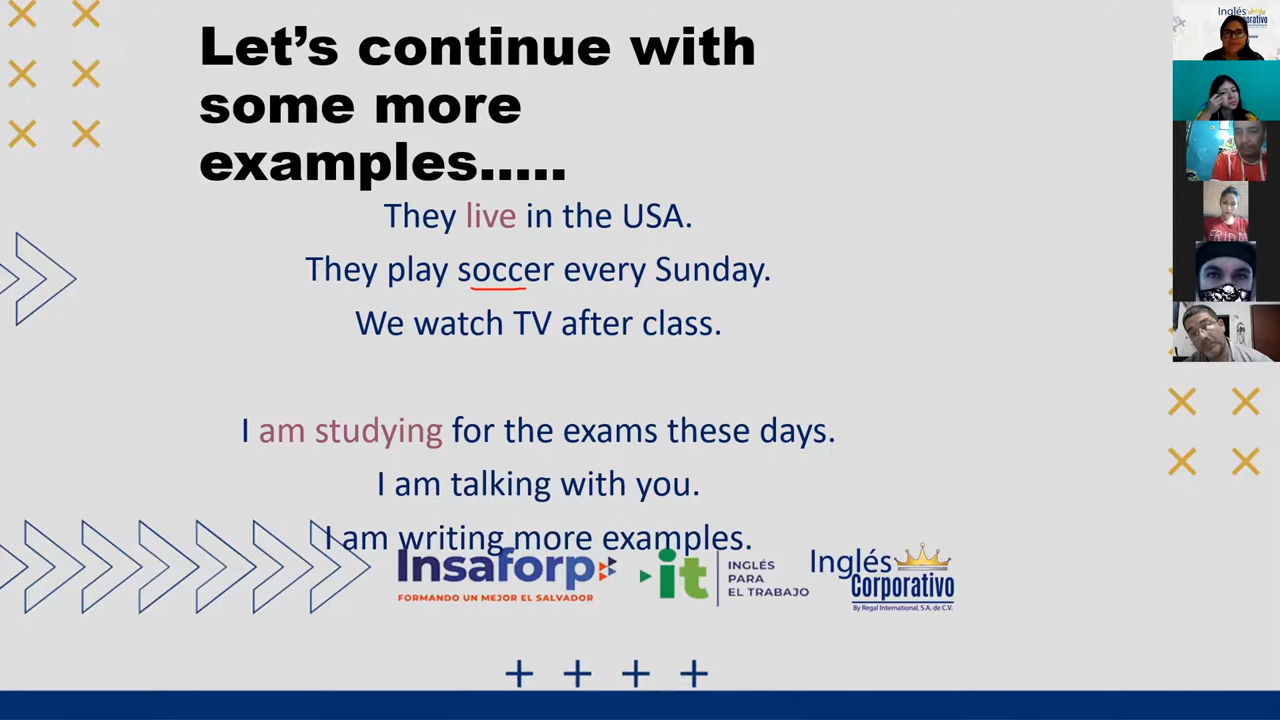 Let's continue with
some more
examples.....
They live in the USA.
They play soccer every Sunday.
We watch TV after class.
I am studying for the exams these days.
I am talking with you.
I am writing more examples.
Insaforp
FORMANDO UN MEJOR EL SALVADOR
it
INGLÉS
PARA
EL TRABAJO
Inglés
Corporativo
By Regal International, S.A. de C.V.
Inglés
Corporativo